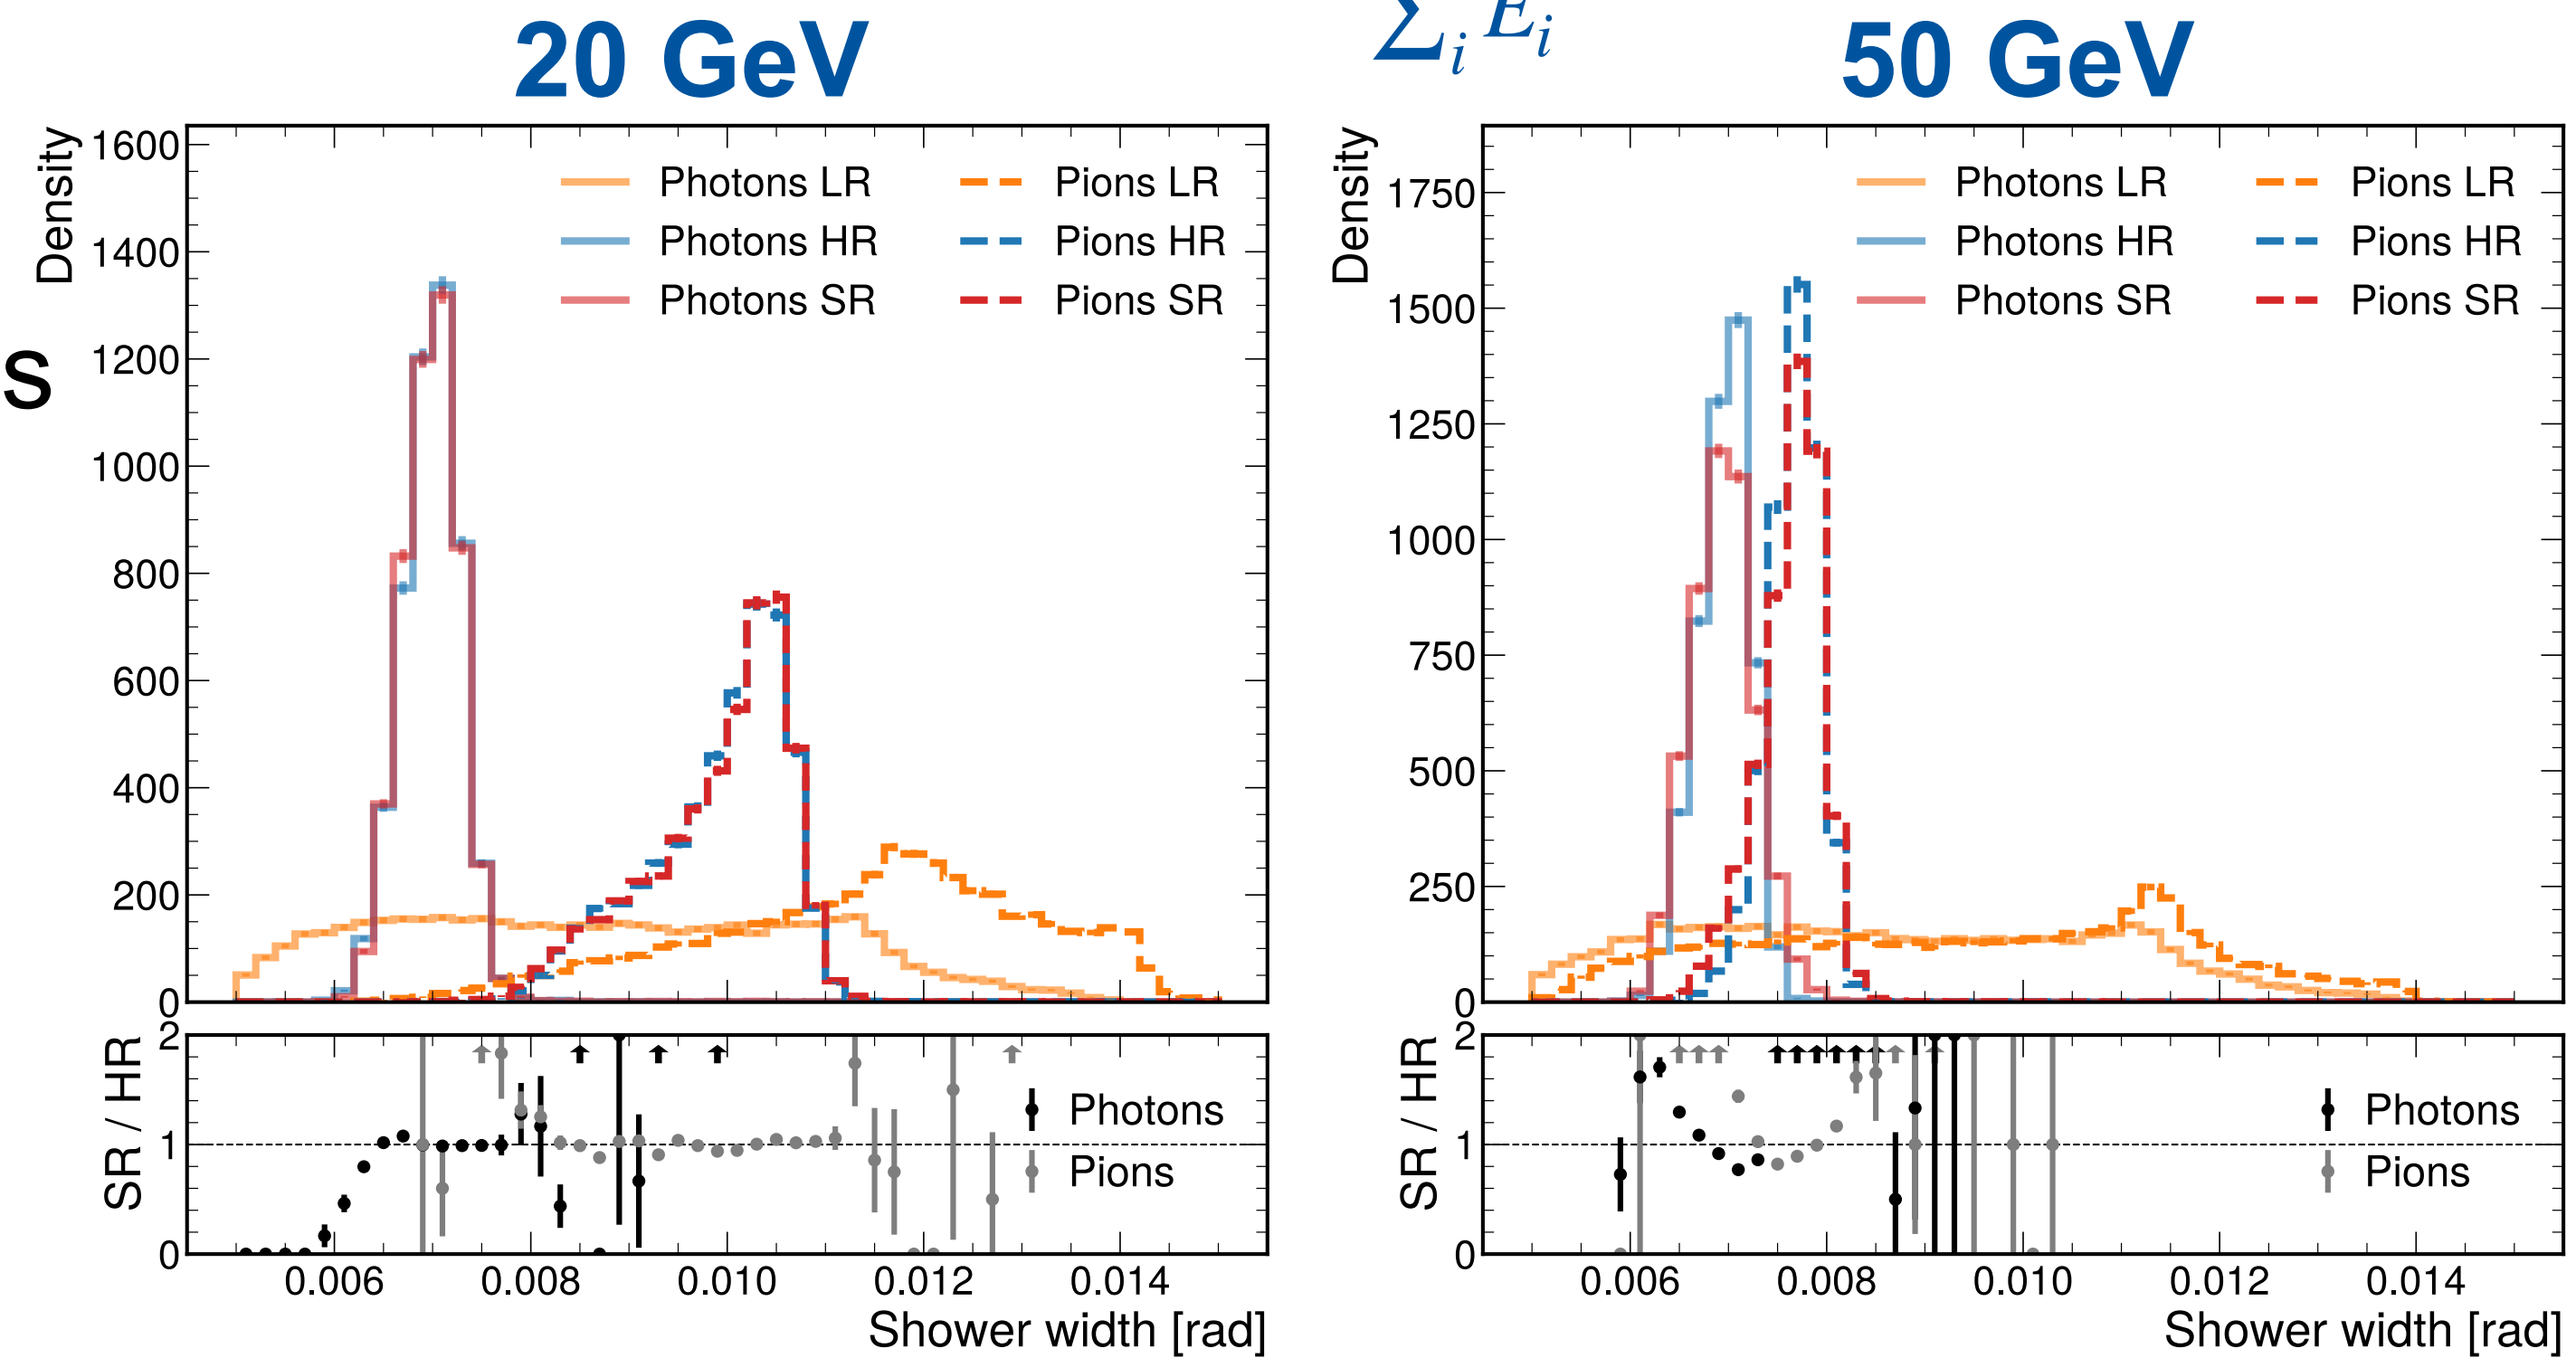 20 GeV
∑i Ei
50 GeV
s
Density
1600
1400
1200
1000
800
600
400
200
0
Photons LR
Photons HR
Photons SR
Pions LR
Pions HR
Pions SR
SR / HR
2
1
0
Photons
Pions
0.006 0.008 0.010 0.012 0.014
Shower width [rad]
Density
1750
1500
1250
1000
750
500
250
0
Photons LR
Photons HR
Photons SR
Pions LR
Pions HR
Pions SR
SR / HR
2
1
0
Photons
Pions
0.006 0.008 0.010 0.012 0.014
Shower width [rad]